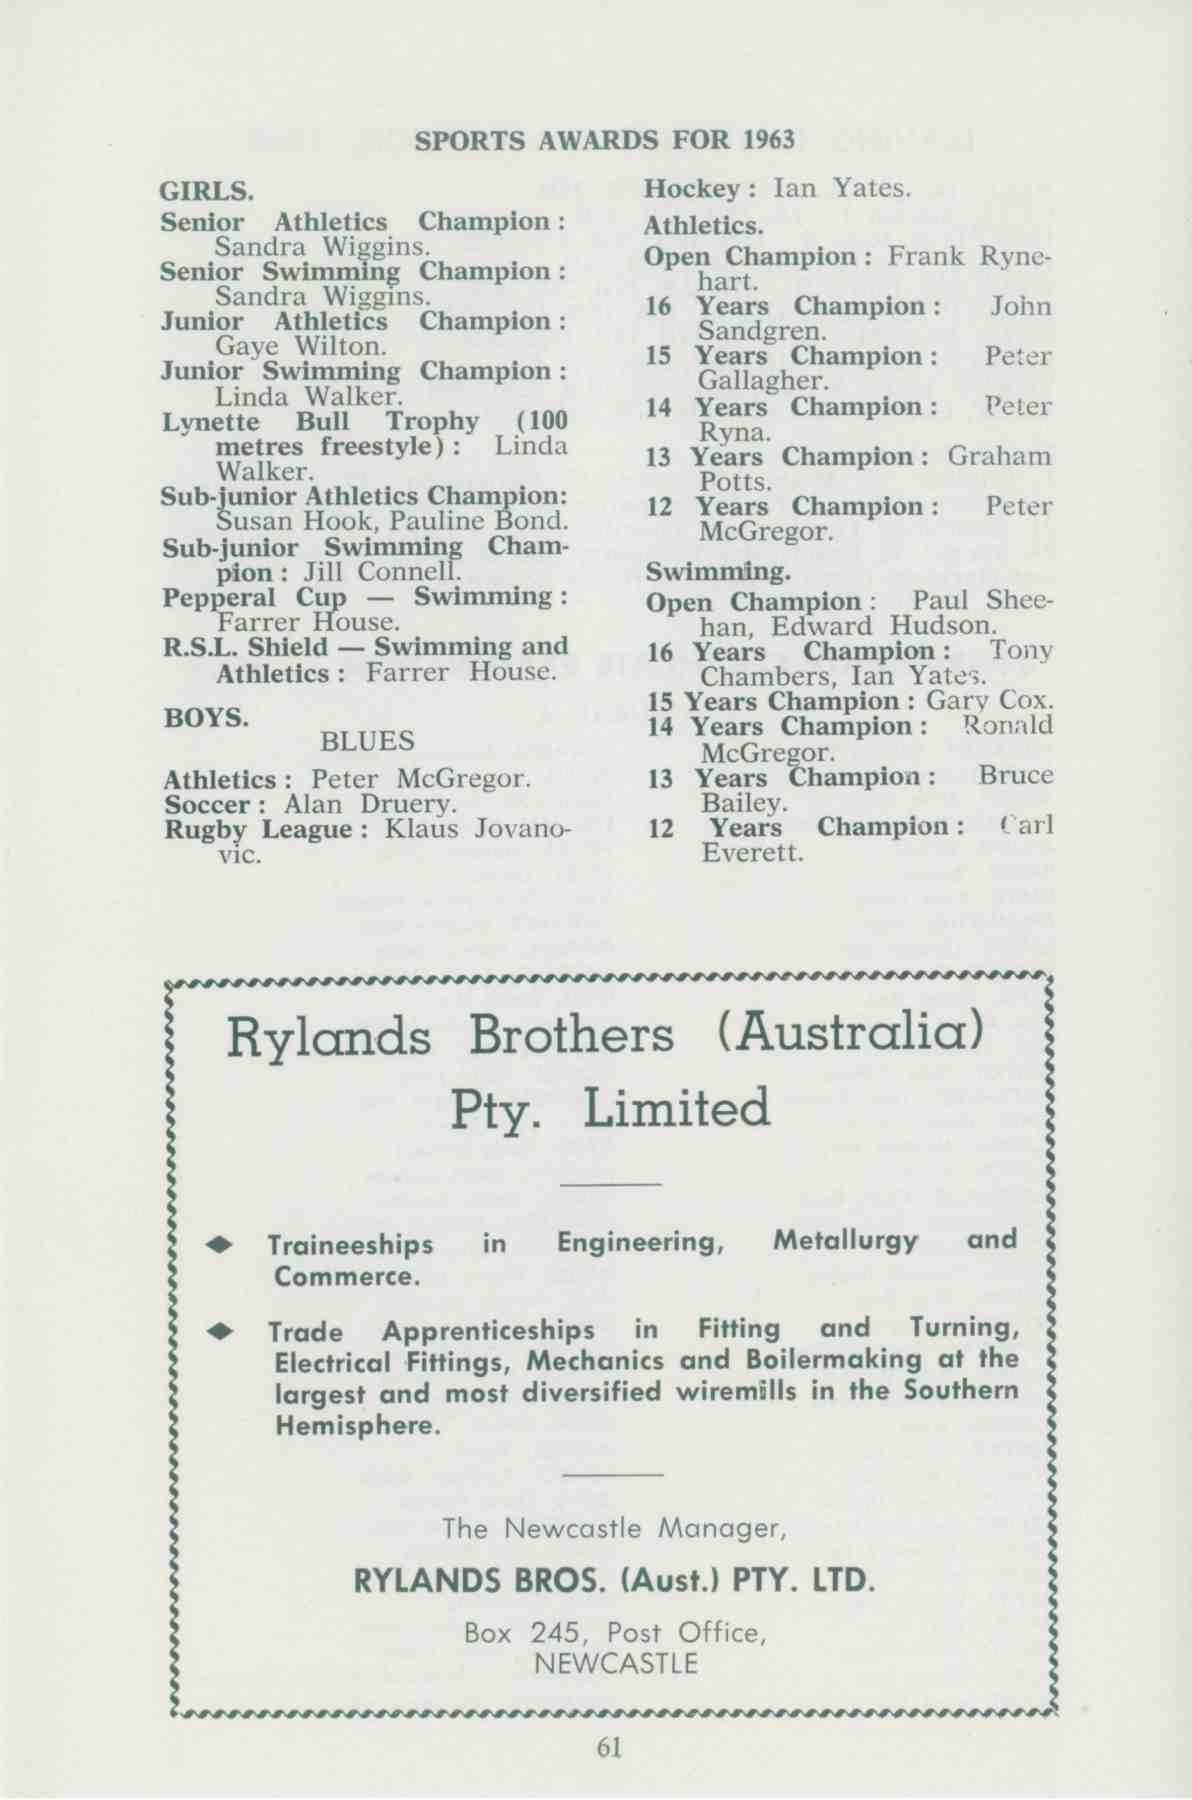 SPORTS AWARDS FOR 1963
GIRLS.
Senior Athletics Champion :
Sandra Wiggins.
Senior Swimming Champion :
Sandra Wiggins.
Junior Athletics Champion :
Gaye Wilton.
Junior Swimming Champion :
Linda Walker.
Lynette Bull Trophy (100
metres freestyle) : Linda
Walker.
Sub-junior Athletics Champion:
Susan Hook, Pauline Bond.
Sub-junior Swimming Cham-
pion : Jill Connell.
Pepperal Cup — Swimming :
Farrer House.
R.S.L. Shield — Swimming and
Athletics : Farrer House.
BOYS.
BLUES
Athletics : Peter McGregor.
Soccer : Alan Druery.
Rugby League : Klaus Jovano-
vic.
Hockey : Ian Yates.
Athletics.
Open Champion : Frank Ryne-
hart.
16 Years Champion : John
Sandgren.
15 Years Champion : Peter
Gallagher.
14 Years Champion : Peter
Ryna.
13 Years Champion : Graham
Potts.
12 Years Champion : Peter
McGregor.
Swimming.
Open Champion : Paul Shee-
han, Edward Hudson.
16 Years Champion : Tony
Chambers, Ian Yates.
15 Years Champion : Gary Cox.
14 Years Champion : Ronald
McGregor.
13 Years Champion : Bruce
Bailey.
12 Years Champion : Carl
Everett.
Rylands Brothers (Australia)
Pty. Limited
◆ Traineeships in Engineering, Metallurgy and
Commerce.
◆ Trade Apprenticeships in Fitting and Turning,
Electrical Fittings, Mechanics and Boilermaking at the
largest and most diversified wiremills in the Southern
Hemisphere.
The Newcastle Manager,
RYLANDS BROS. (Aust.) PTY. LTD.
Box 245, Post Office,
NEWCASTLE
61